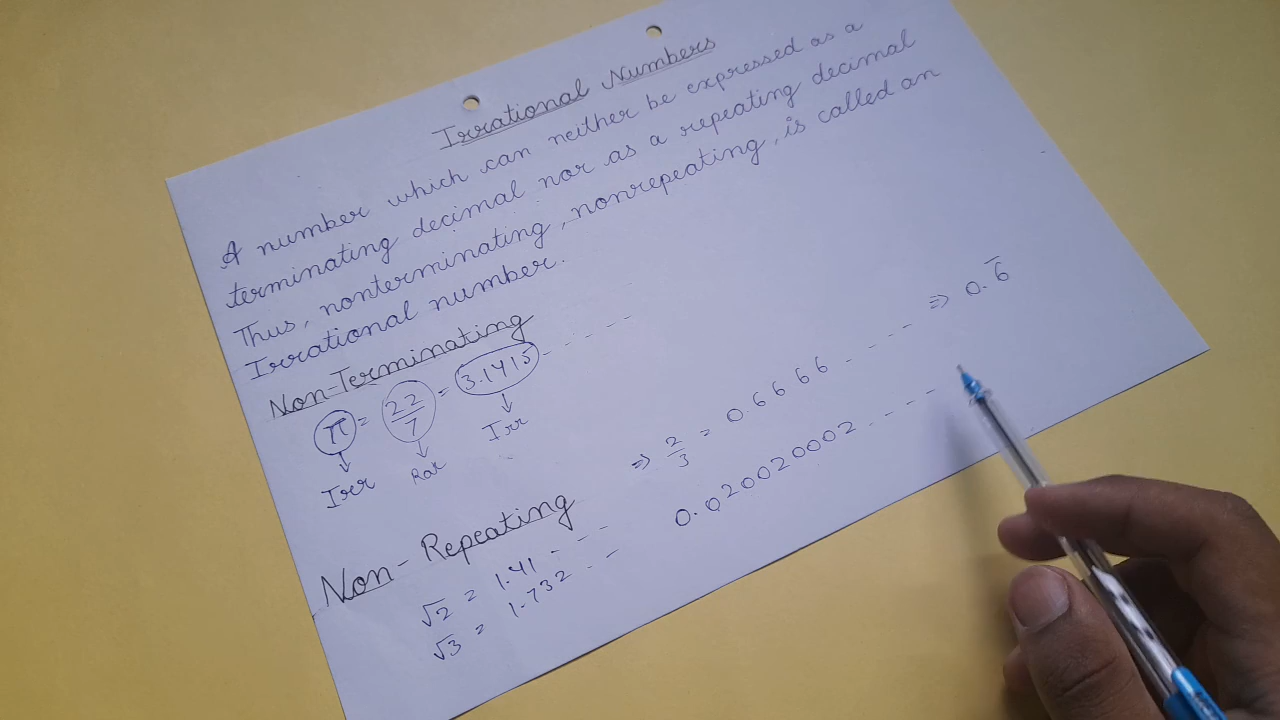 Irrational Numbers
A number which can neither be expressed as a
terminating decimal nor as a repeating decimal
Thus, nonterminating, nonrepeating, is called an
Irrational number.
Non-Terminating
π = 22/7 = 3.1415 - - - - -
Irr Rat Irr
⇒ 2/3 = 0.6666 . - - - - ⇒ 0.6̅
Non-Repeating
0.020020002 . - - - -
√2 = 1.41 - - -
√3 = 1.732 - - -